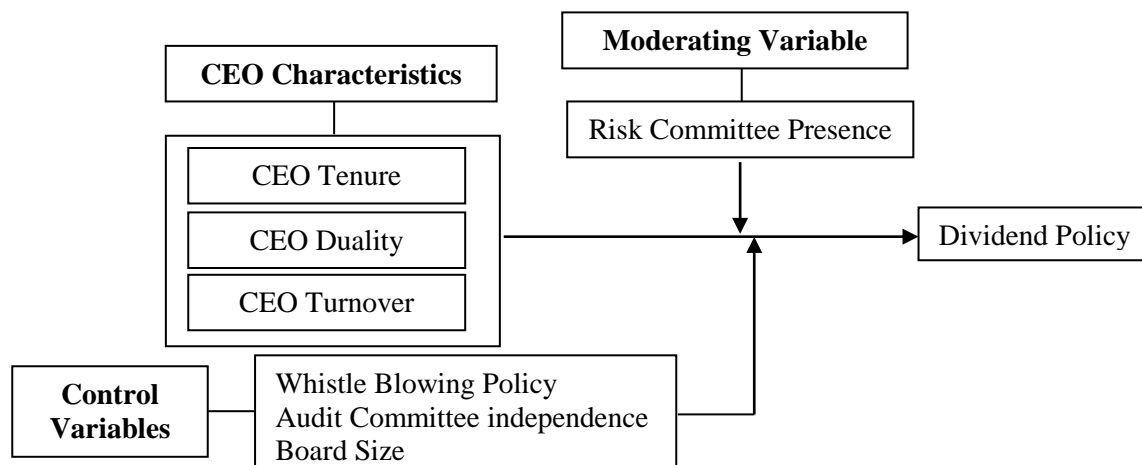 Moderating Variable
CEO Characteristics
Risk Committee Presence
CEO Tenure
CEO Duality
Dividend Policy
CEO Turnover
Control
Variables
Whistle Blowing Policy
Audit Committee independence
Board Size